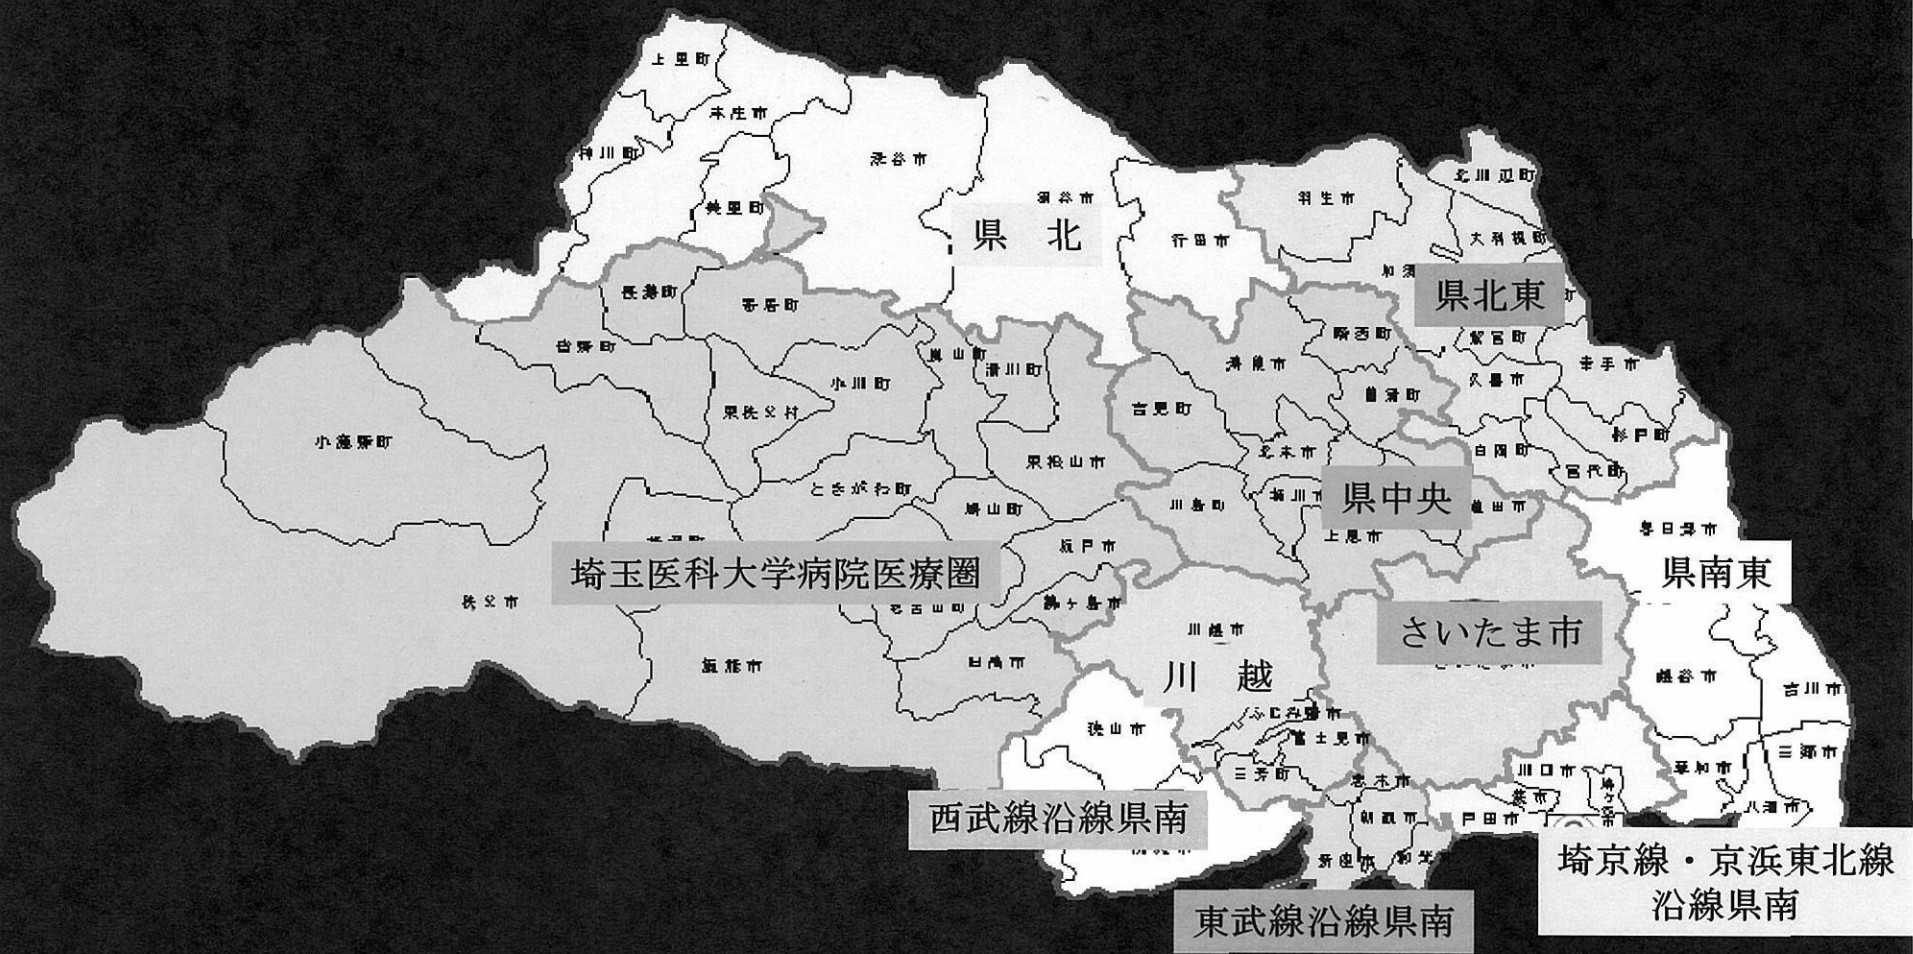 上里町
本庄市
神川町
美里町
深谷市
県 北
行田市
羽生市
北川辺町
大利根町
県北東
鷲宮町
久喜市
幸手市
杉戸町
白岡町
宮代町
長瀞町
寄居町
皆野町
東秩父村
小川町
嵐山町
滑川町
吉見町
鴻巣市
騎西町
菖蒲町
小鹿野町
ときがわ町
東松山市
鳩山町
川島町
北本市
桶川市
県中央
上尾市
春日部市
県南東
坂戸市
埼玉医科大学病院医療圏
秩父市
鶴ヶ島市
飯能市
日高市
川越市
川 越
さいたま市
越谷市
吉川市
狭山市
ふじみ野市
富士見市
三芳町
志木市
川口市
蕨市
戸田市
草加市
三郷市
八潮市
西武線沿線県南
朝霞市
新座市
東武線沿線県南
埼京線・京浜東北線
沿線県南